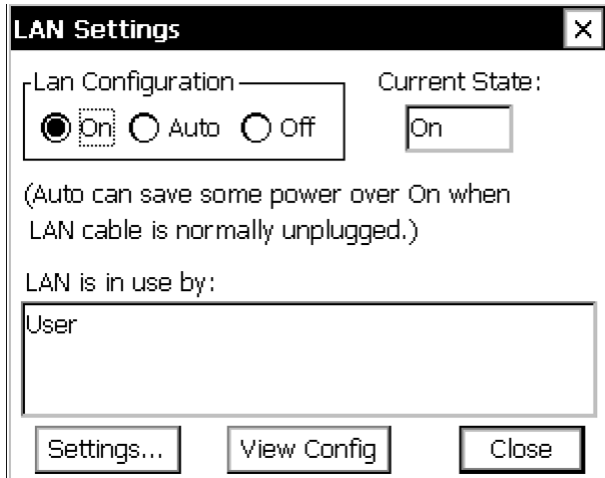 LAN Settings
Lan Configuration
Current State:
On Auto Off
On
(Auto can save some power over On when
LAN cable is normally unplugged.)
LAN is in use by:
User
Settings... View Config Close